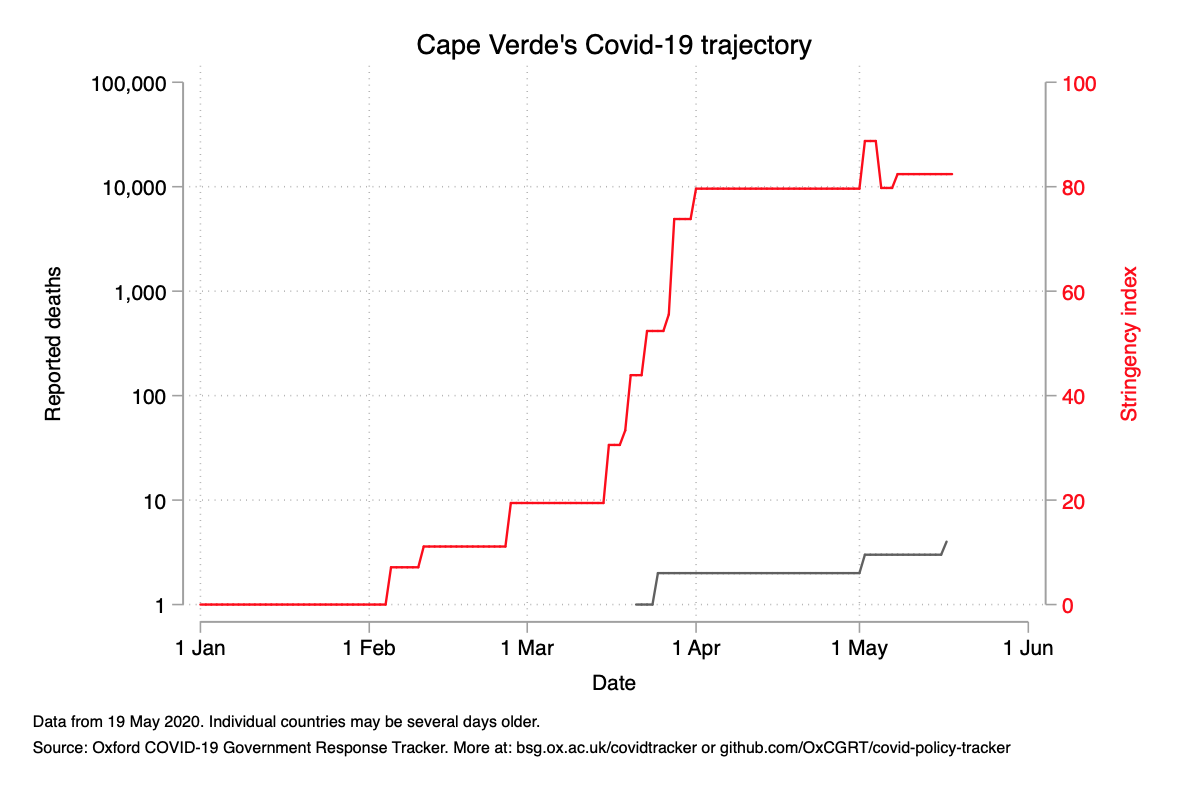 Cape Verde's Covid-19 trajectory
100,000
10,000
1,000
100
10
1
Reported deaths
100
80
60
40
20
0
Stringency index
1 Jan
1 Feb
1 Mar
1 Apr
1 May
1 Jun
Date
Data from 19 May 2020. Individual countries may be several days older.
Source: Oxford COVID-19 Government Response Tracker. More at: bsg.ox.ac.uk/covidtracker or github.com/OxCGRT/covid-policy-tracker